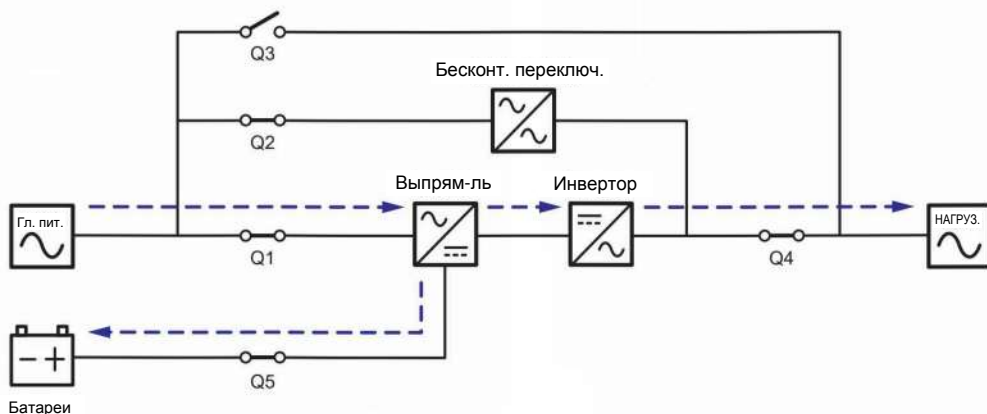 Q3
Бесконт. переключ.
Q2
Выпрям-ль
Инвертор
Гл. пит.
НАГРУЗ.
Q1
Q4
Q5
Батареи